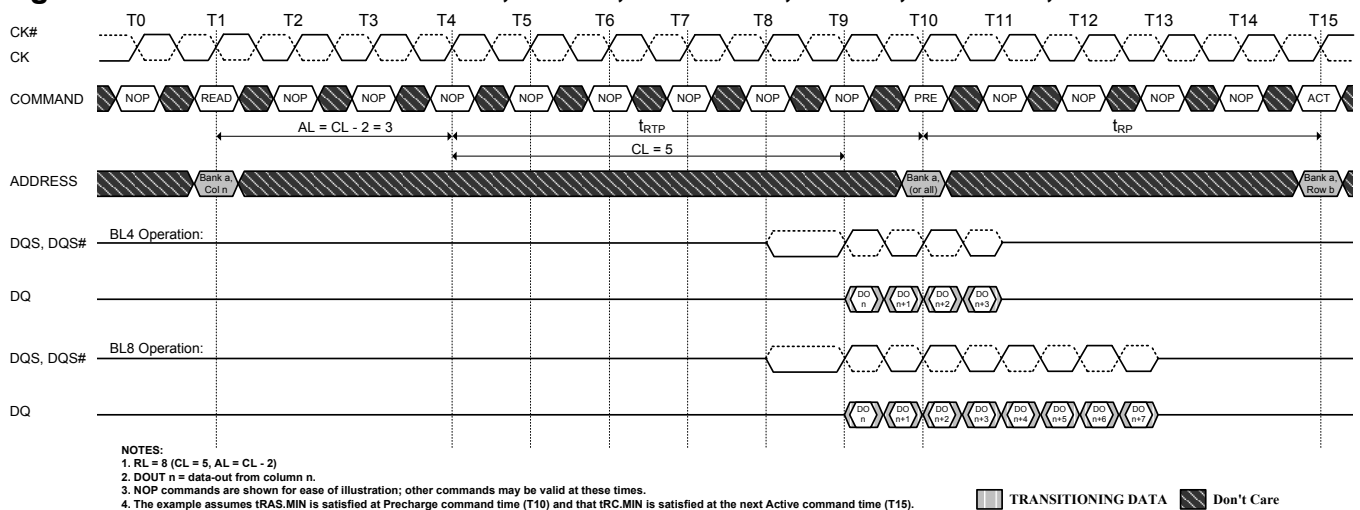 T0 T1 T2 T3 T4 T5 T6 T7 T8 T9 T10 T11 T12 T13 T14 T15
CK#
CK
COMMAND NOP READ NOP NOP NOP NOP NOP NOP NOP NOP PRE NOP NOP NOP NOP ACT
AL = CL - 2 = 3 tRTP tRP
CL = 5
ADDRESS Bank a, Col n Bank a, (or all) Bank a, Row b
BL4 Operation:
DQS, DQS#
DQ DO n DO n+1 DO n+2 DO n+3
BL8 Operation:
DQS, DQS#
DQ DO n DO n+1 DO n+2 DO n+3 DO n+4 DO n+5 DO n+6 DO n+7
NOTES:
1. RL = 8 (CL = 5, AL = CL - 2)
2. DOUT n = data-out from column n.
3. NOP commands are shown for ease of illustration; other commands may be valid at these times.
4. The example assumes tRAS.MIN is satisfied at Precharge command time (T10) and that tRC.MIN is satisfied at the next Active command time (T15).
TRANSITIONING DATA Don't Care